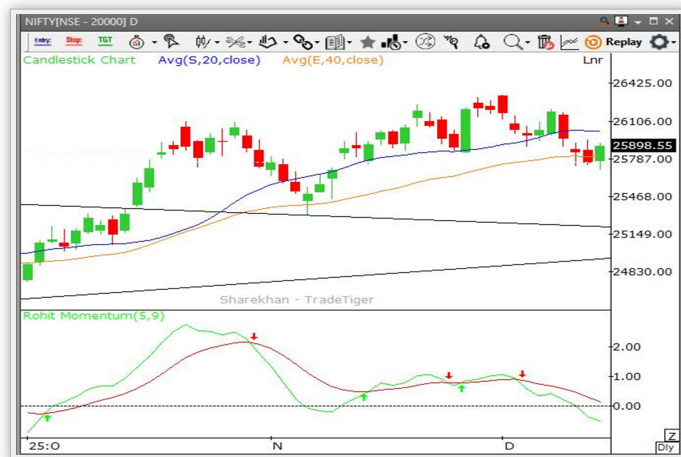 NIFTY[NSE - 20000] D
Entry: Stop: TGT Replay
Candlestick Chart Avg(S,20,close) Avg(E,40,close) Lnr
26425.00
26106.00
25898.55
25787.00
25468.00
25149.00
24830.00
Sharekhan - TradeTiger
Rohit Momentum(5,9)
2.00
1.00
0.00
Z
25:O N D Dly